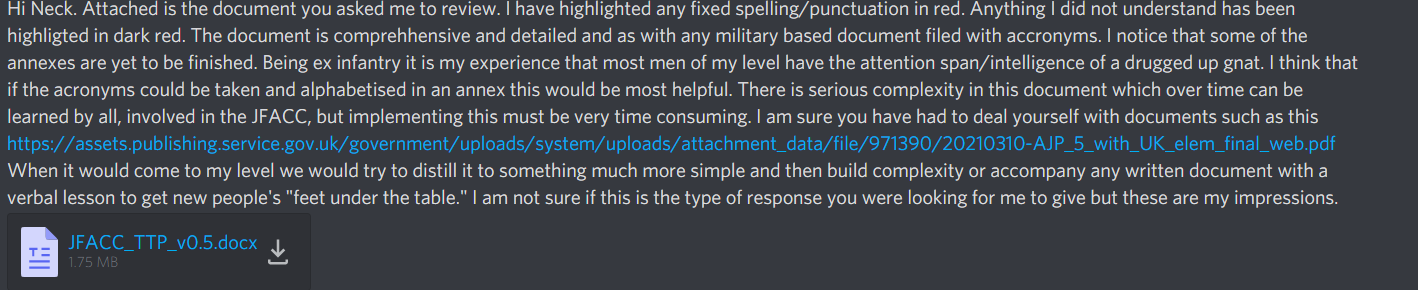 Hi Neck. Attached is the document you asked me to review. I have highlighted any fixed spelling/punctuation in red. Anything I did not understand has been
highligted in dark red. The document is comprehhensive and detailed and as with any military based document filed with accronyms. I notice that some of the
annexes are yet to be finished. Being ex infantry it is my experience that most men of my level have the attention span/intelligence of a drugged up gnat. I think that
if the acronyms could be taken and alphabetised in an annex this would be most helpful. There is serious complexity in this document which over time can be
learned by all, involved in the JFACC, but implementing this must be very time consuming. I am sure you have had to deal yourself with documents such as this
https://assets.publishing.service.gov.uk/government/uploads/system/uploads/attachment_data/file/971390/20210310-AJP_5_with_UK_elem_final_web.pdf
When it would come to my level we would try to distill it to something much more simple and then build complexity or accompany any written document with a
verbal lesson to get new people's "feet under the table." I am not sure if this is the type of response you were looking for me to give but these are my impressions.
JFACC_TTP_v0.5.docx
1.75 MB